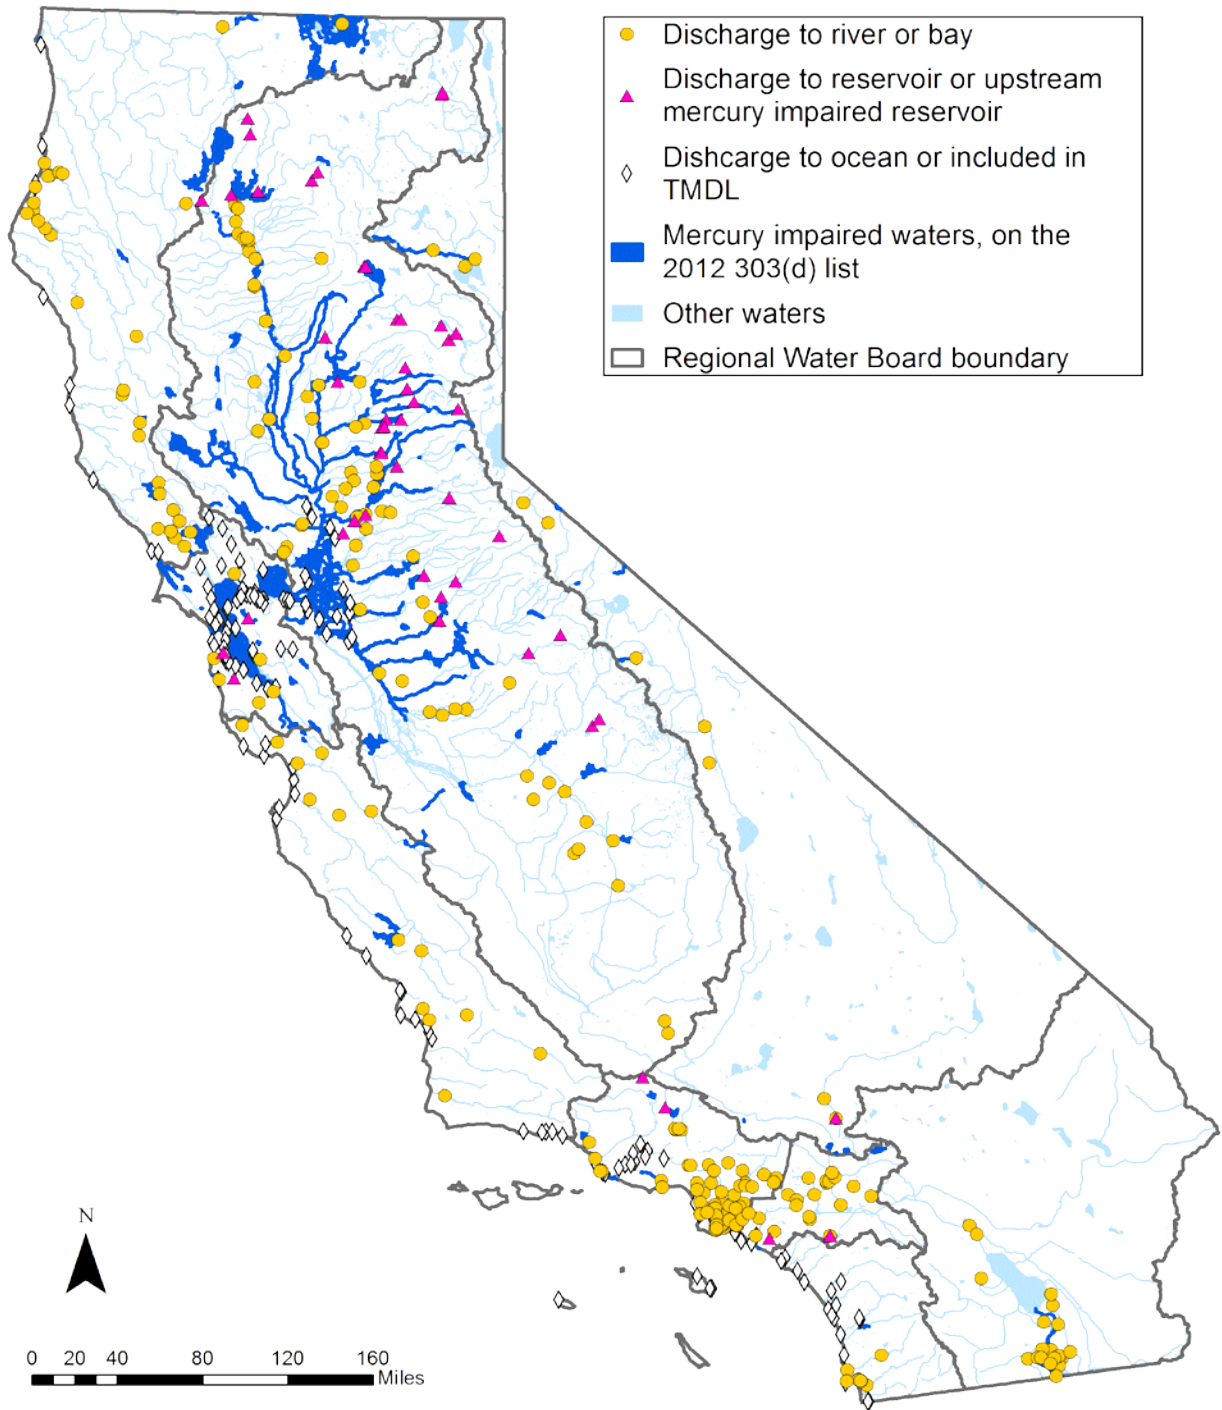 Discharge to river or bay
Discharge to reservoir or upstream
mercury impaired reservoir
Dishcarge to ocean or included in
TMDL
Mercury impaired waters, on the
2012 303(d) list
Other waters
Regional Water Board boundary
N
0 20 40 80 120 160
Miles